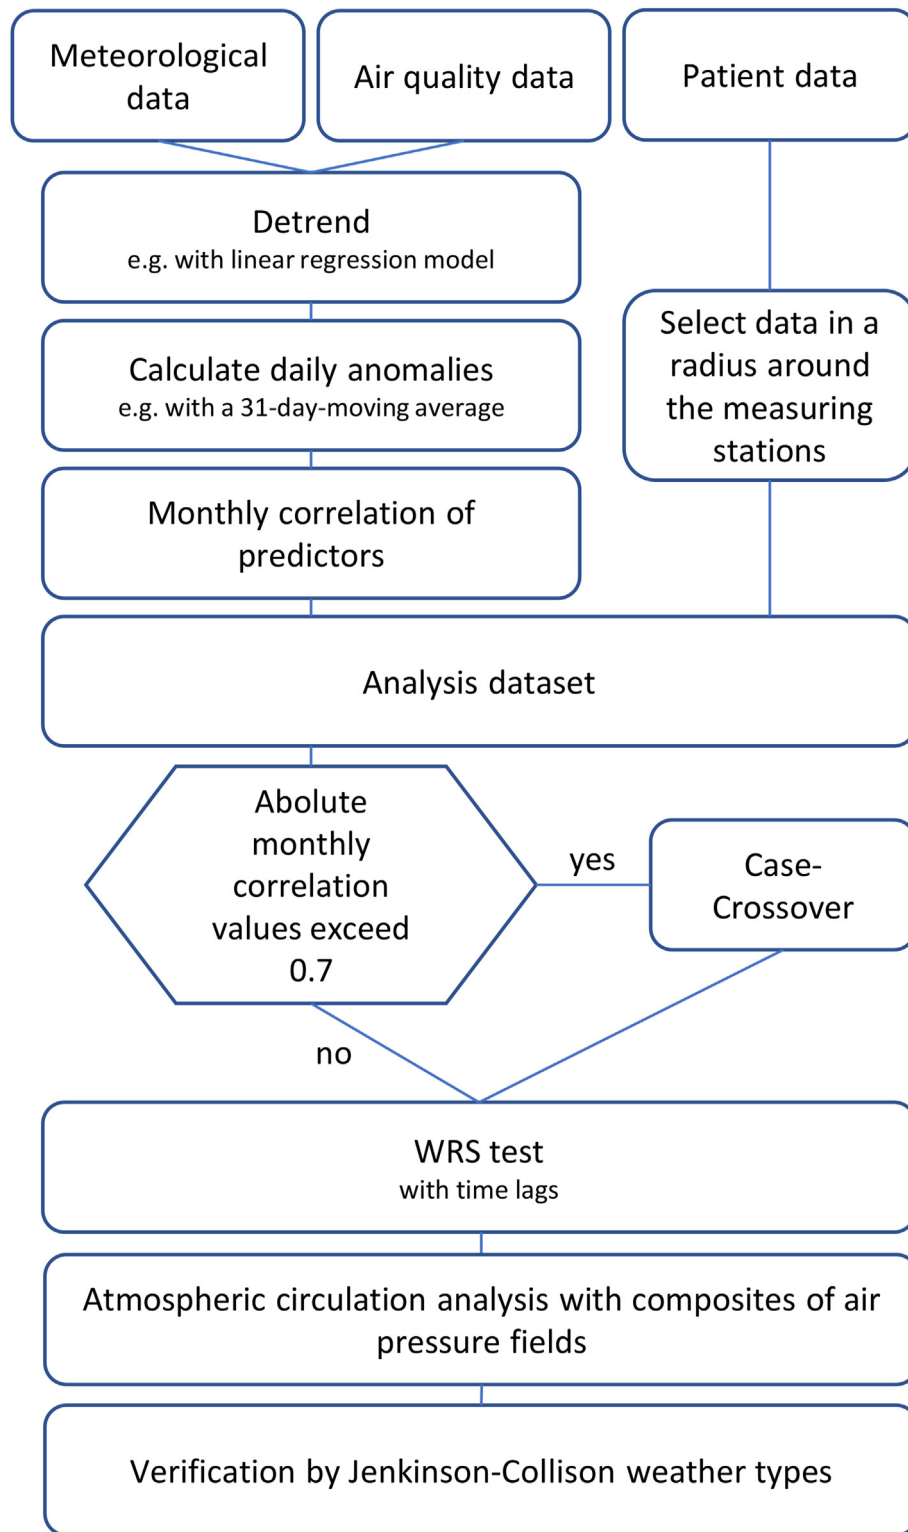 Meteorological
data
Air quality data
Patient data
Detrend
e.g. with linear regression model
Calculate daily anomalies
e.g. with a 31-day-moving average
Select data in a
radius around
the measuring
stations
Monthly correlation of
predictors
Analysis dataset
Abolute
monthly
correlation
values exceed
0.7
yes
Case-
Crossover
no
WRS test
with time lags
Atmospheric circulation analysis with composites of air
pressure fields
Verification by Jenkinson-Collison weather types